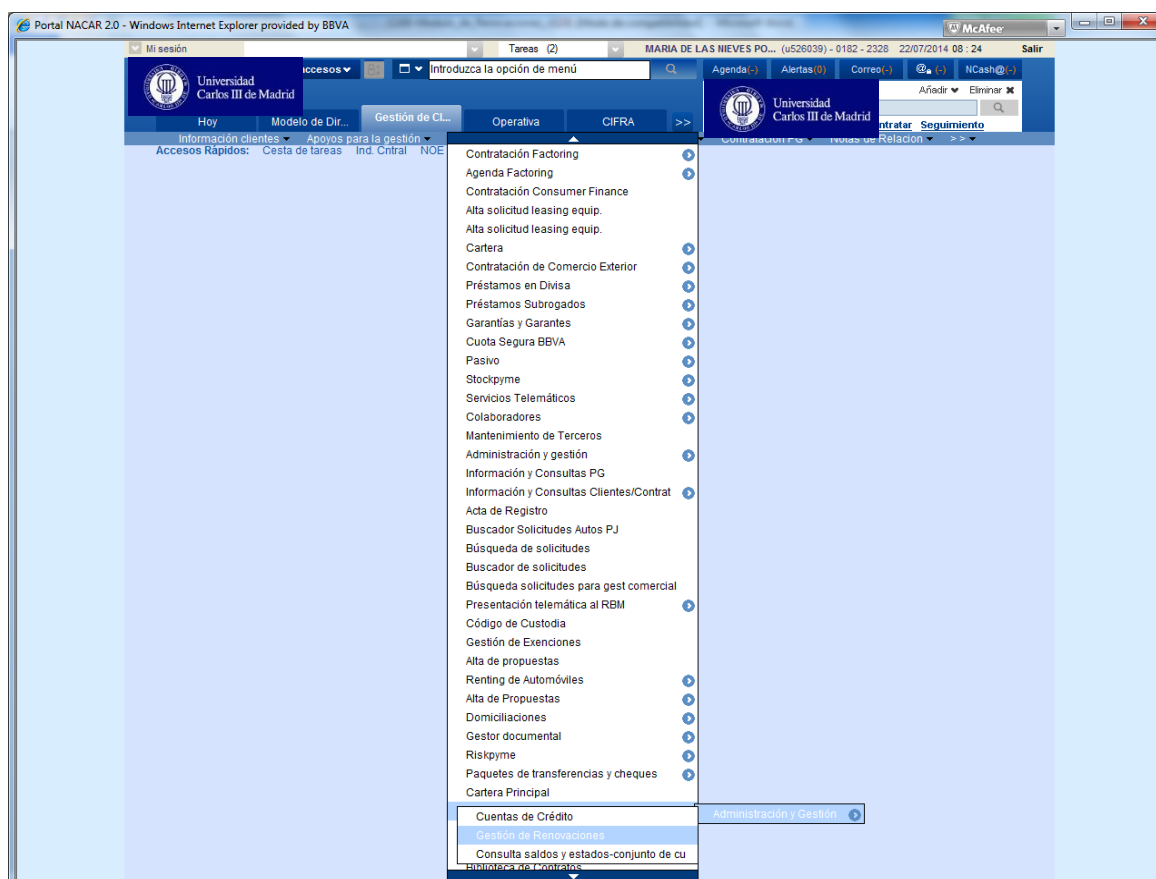 Portal NACAR 2.0 - Windows Internet Explorer provided by BBVA
McAfee
Mi sesión
Tareas (2)
MARIA DE LAS NIEVES PO... (u526039) - 0182 - 2328 22/07/2014 08 : 24 Salir
Universidad
Carlos III de Madrid
ccesos
Introduzca la opción de menú
Agenda(-) Alertas(0) Correo(-) @a (-) NCash@(-)
Universidad
Carlos III de Madrid
Añadir Eliminar
ntratar Seguimiento
Hoy Modelo de Dir... Gestión de Cl... Operativa CIFRA >>
Información clientes Apoyos para la gestión Contratación PG Notas de Relación > >
Accesos Rápidos: Cesta de tareas Ind. Cntral NOE
Contratación Factoring
Agenda Factoring
Contratación Consumer Finance
Alta solicitud leasing equip.
Alta solicitud leasing equip.
Cartera
Contratación de Comercio Exterior
Préstamos en Divisa
Préstamos Subrogados
Garantías y Garantes
Cuota Segura BBVA
Pasivo
Stockpyme
Servicios Telemáticos
Colaboradores
Mantenimiento de Terceros
Administración y gestión
Información y Consultas PG
Información y Consultas Clientes/Contrat
Acta de Registro
Buscador Solicitudes Autos PJ
Búsqueda de solicitudes
Buscador de solicitudes
Búsqueda solicitudes para gest comercial
Presentación telemática al RBM
Código de Custodia
Gestión de Exenciones
Alta de propuestas
Renting de Automóviles
Alta de Propuestas
Domiciliaciones
Gestor documental
Riskpyme
Paquetes de transferencias y cheques
Cartera Principal
Administración y Gestión
Cuentas de Crédito
Gestión de Renovaciones
Consulta saldos y estados-conjunto de cu
Biblioteca de Contratos